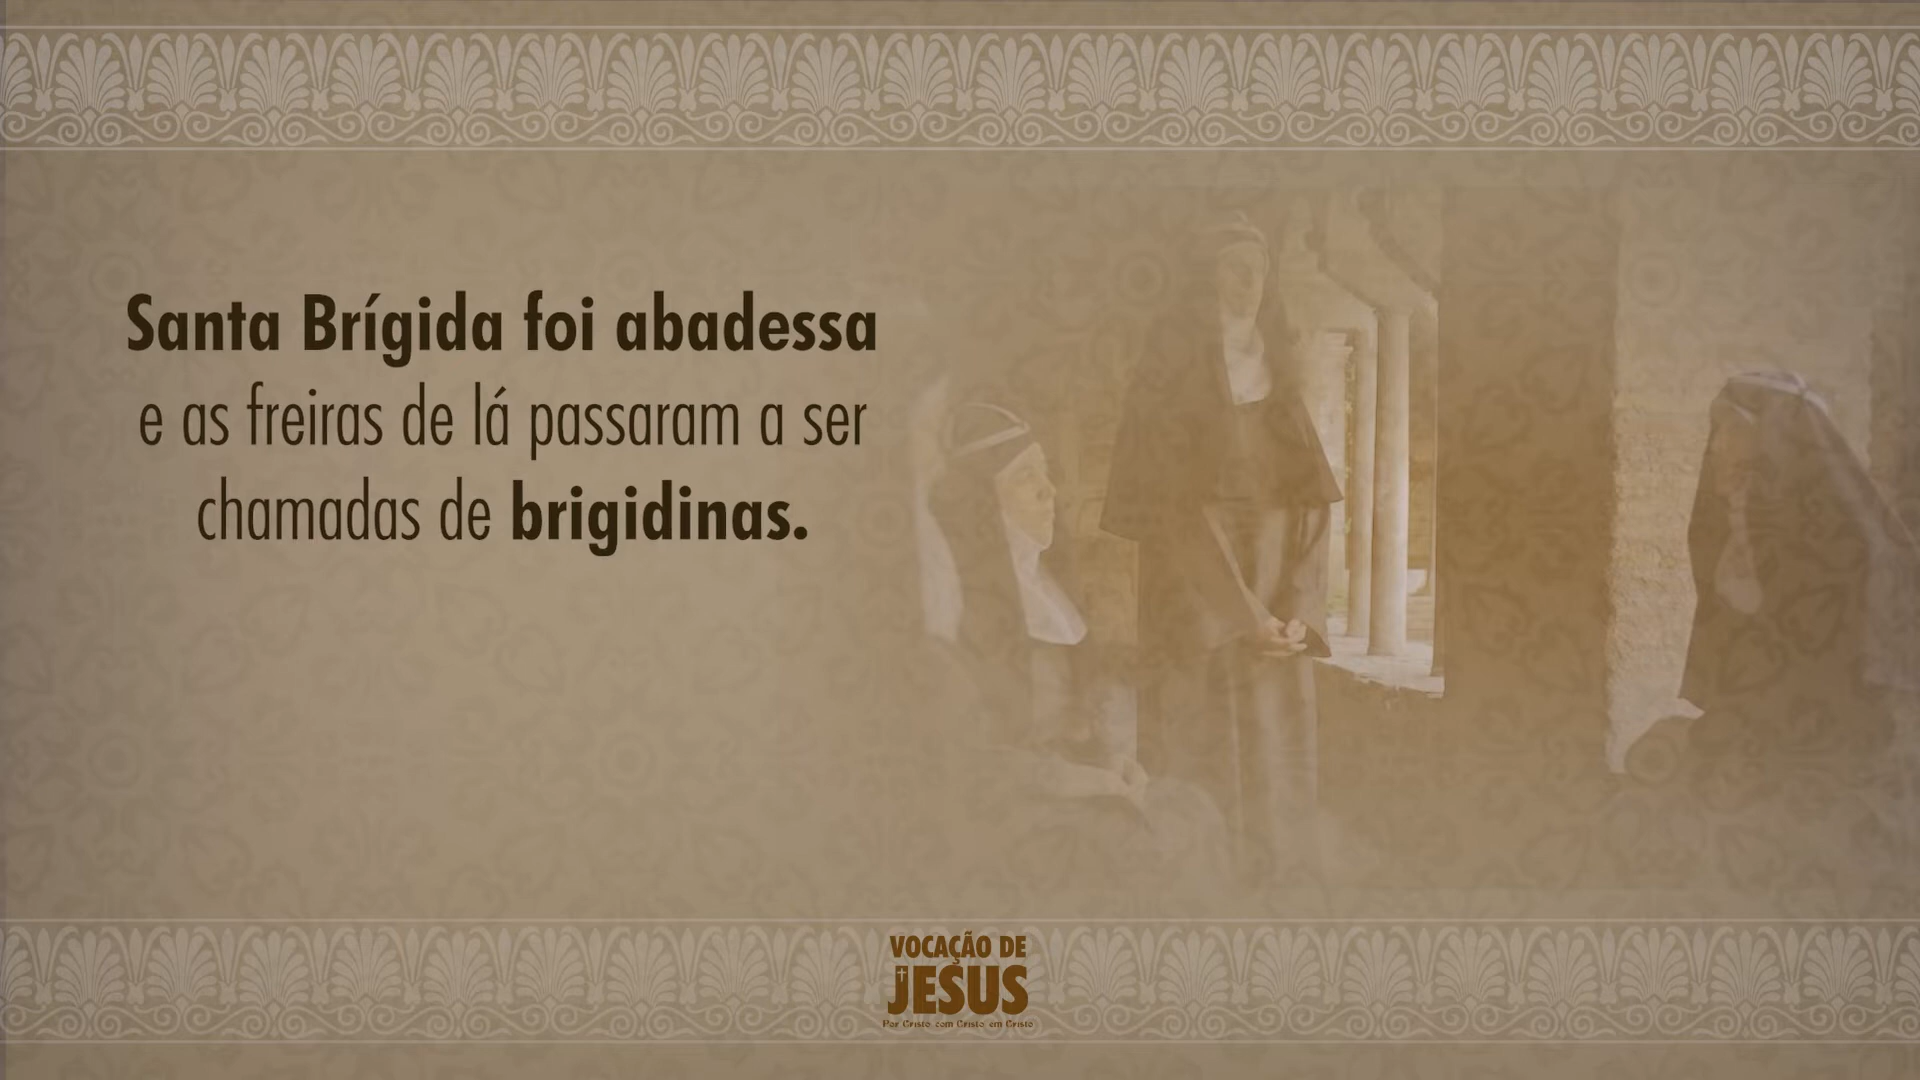 Santa Brígida foi abadessa
e as freiras de lá passaram a ser
chamadas de brigidinas.
VOCAÇÃO DE
JESUS
Por Cristo com Cristo em Cristo